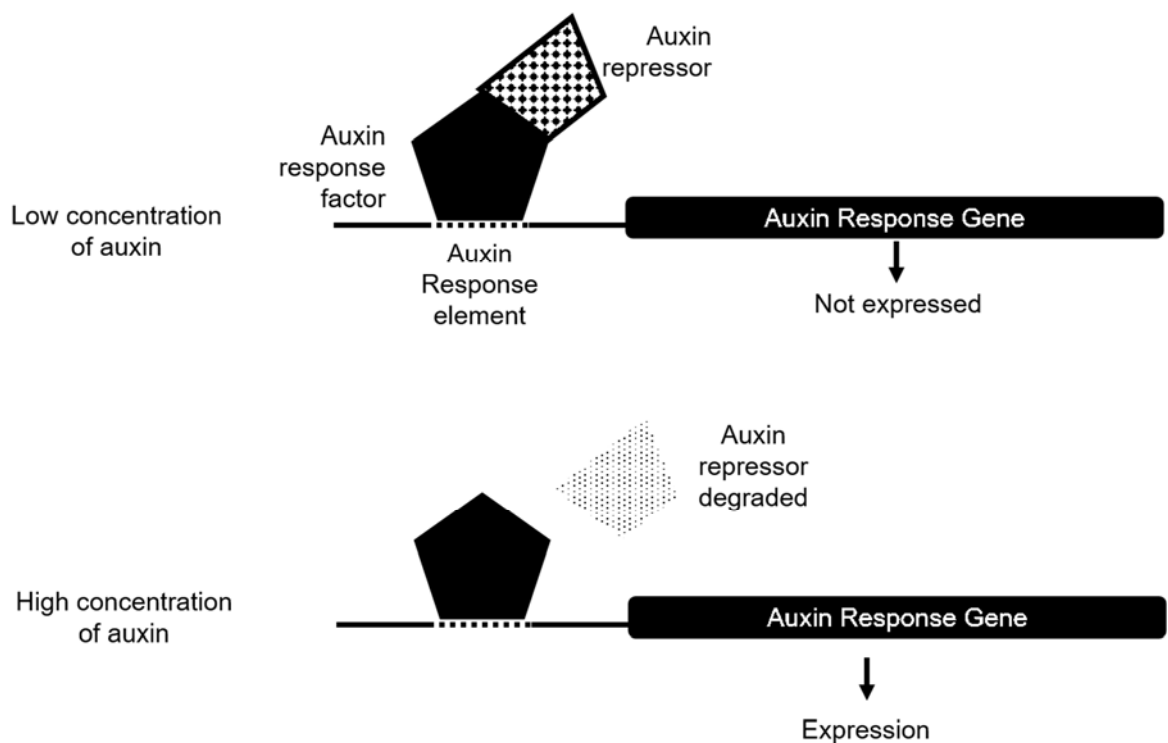 Auxin
repressor
Auxin
response
factor
Low concentration
of auxin
Auxin Response Gene
Auxin
Response
element
Not expressed
Auxin
repressor
degraded
High concentration
of auxin
Auxin Response Gene
Expression